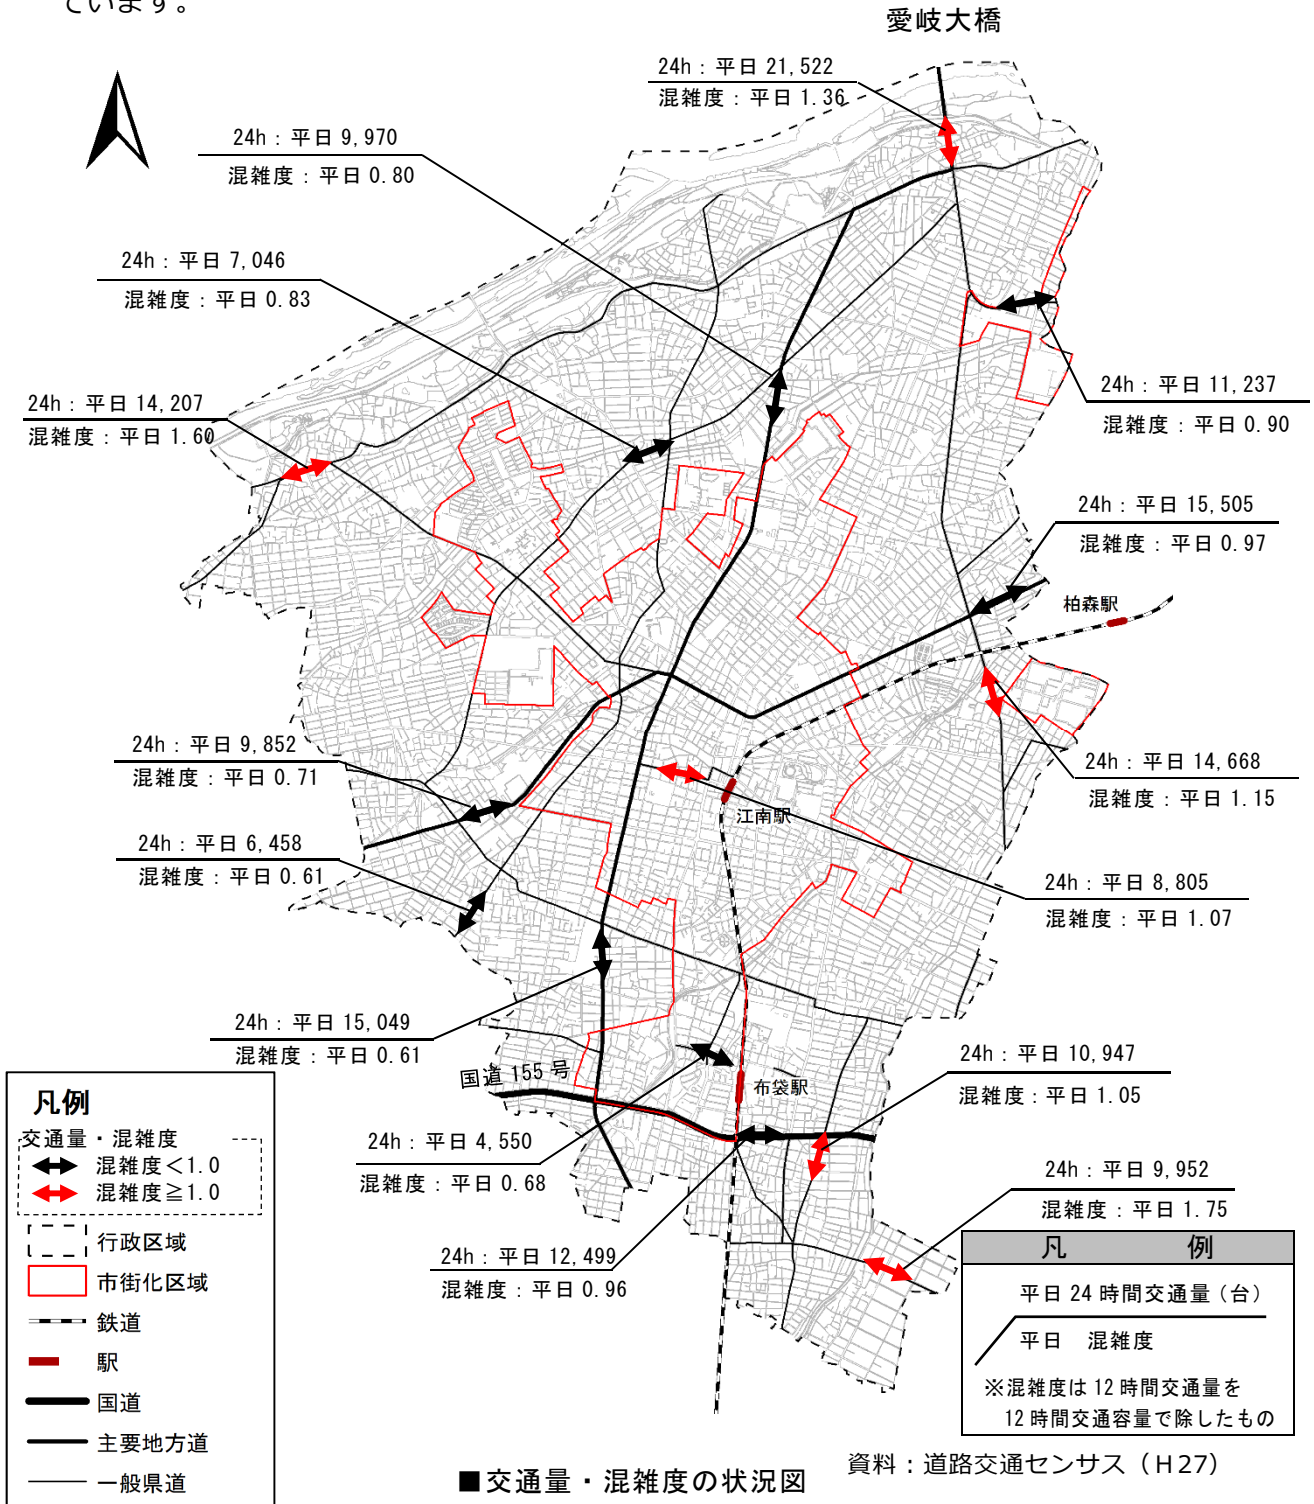 ています。
愛岐大橋
24h：平日 21,522
混雑度：平日 1.36
24h：平日 9,970
混雑度：平日 0.80
24h：平日 7,046
混雑度：平日 0.83
24h：平日 14,207
混雑度：平日 1.60
24h：平日 11,237
混雑度：平日 0.90
24h：平日 15,505
混雑度：平日 0.97
柏森駅
24h：平日 9,852
混雑度：平日 0.71
24h：平日 14,668
混雑度：平日 1.15
江南駅
24h：平日 6,458
混雑度：平日 0.61
24h：平日 8,805
混雑度：平日 1.07
24h：平日 15,049
混雑度：平日 0.61
国道 155 号
24h：平日 10,947
混雑度：平日 1.05
布袋駅
24h：平日 4,550
混雑度：平日 0.68
24h：平日 9,952
混雑度：平日 1.75
24h：平日 12,499
混雑度：平日 0.96
凡例
交通量・混雑度
混雑度＜1.0
混雑度≧1.0
行政区域
市街化区域
鉄道
駅
国道
主要地方道
一般県道
凡　例
平日 24 時間交通量（台）
平日　混雑度
※混雑度は 12 時間交通量を
12 時間交通容量で除したもの
■交通量・混雑度の状況図
資料：道路交通センサス（H27）